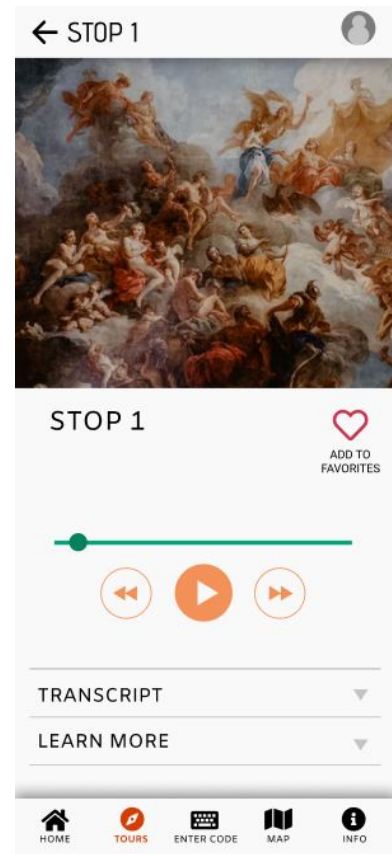 STOP 1
STOP 1
ADD TO
FAVORITES
TRANSCRIPT
LEARN MORE
HOME
TOURS
ENTER CODE
MAP
INFO